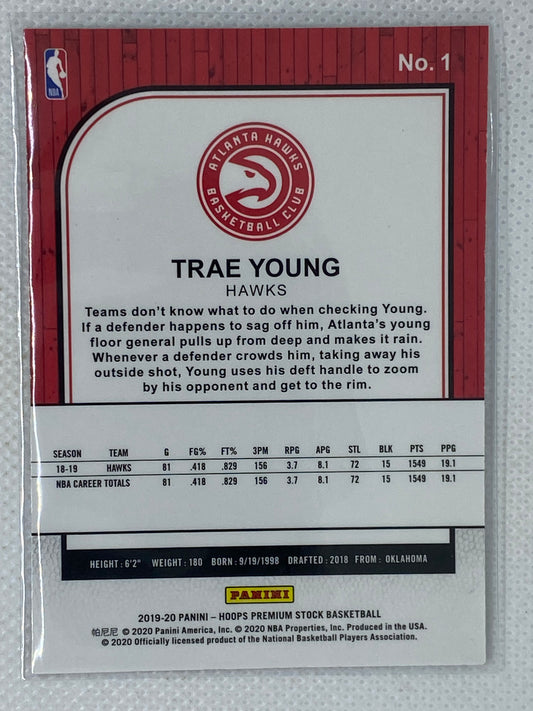 NBA
No. 1
ATLANTA HAWKS
BASKETBALL CLUB
TRAE YOUNG
HAWKS
Teams don't know what to do when checking Young.
If a defender happens to sag off him, Atlanta's young
floor general pulls up from deep and makes it rain.
Whenever a defender crowds him, taking away his
outside shot, Young uses his deft handle to zoom
by his opponent and get to the rim.
SEASON TEAM G FG% FT% 3PM RPG APG STL BLK PTS PPG
18-19 HAWKS 81 .418 .829 156 3.7 8.1 72 15 1549 19.1
NBA CAREER TOTALS 81 .418 .829 156 3.7 8.1 72 15 1549 19.1
HEIGHT : 6'2" WEIGHT : 180 BORN : 9/19/1998 DRAFTED : 2018 FROM : OKLAHOMA
PANINI
2019-20 PANINI – HOOPS PREMIUM STOCK BASKETBALL
帕尼尼 © 2020 Panini America, Inc. © 2020 NBA Properties, Inc. Produced in the USA.
© 2020 Officially licensed product of the National Basketball Players Association.